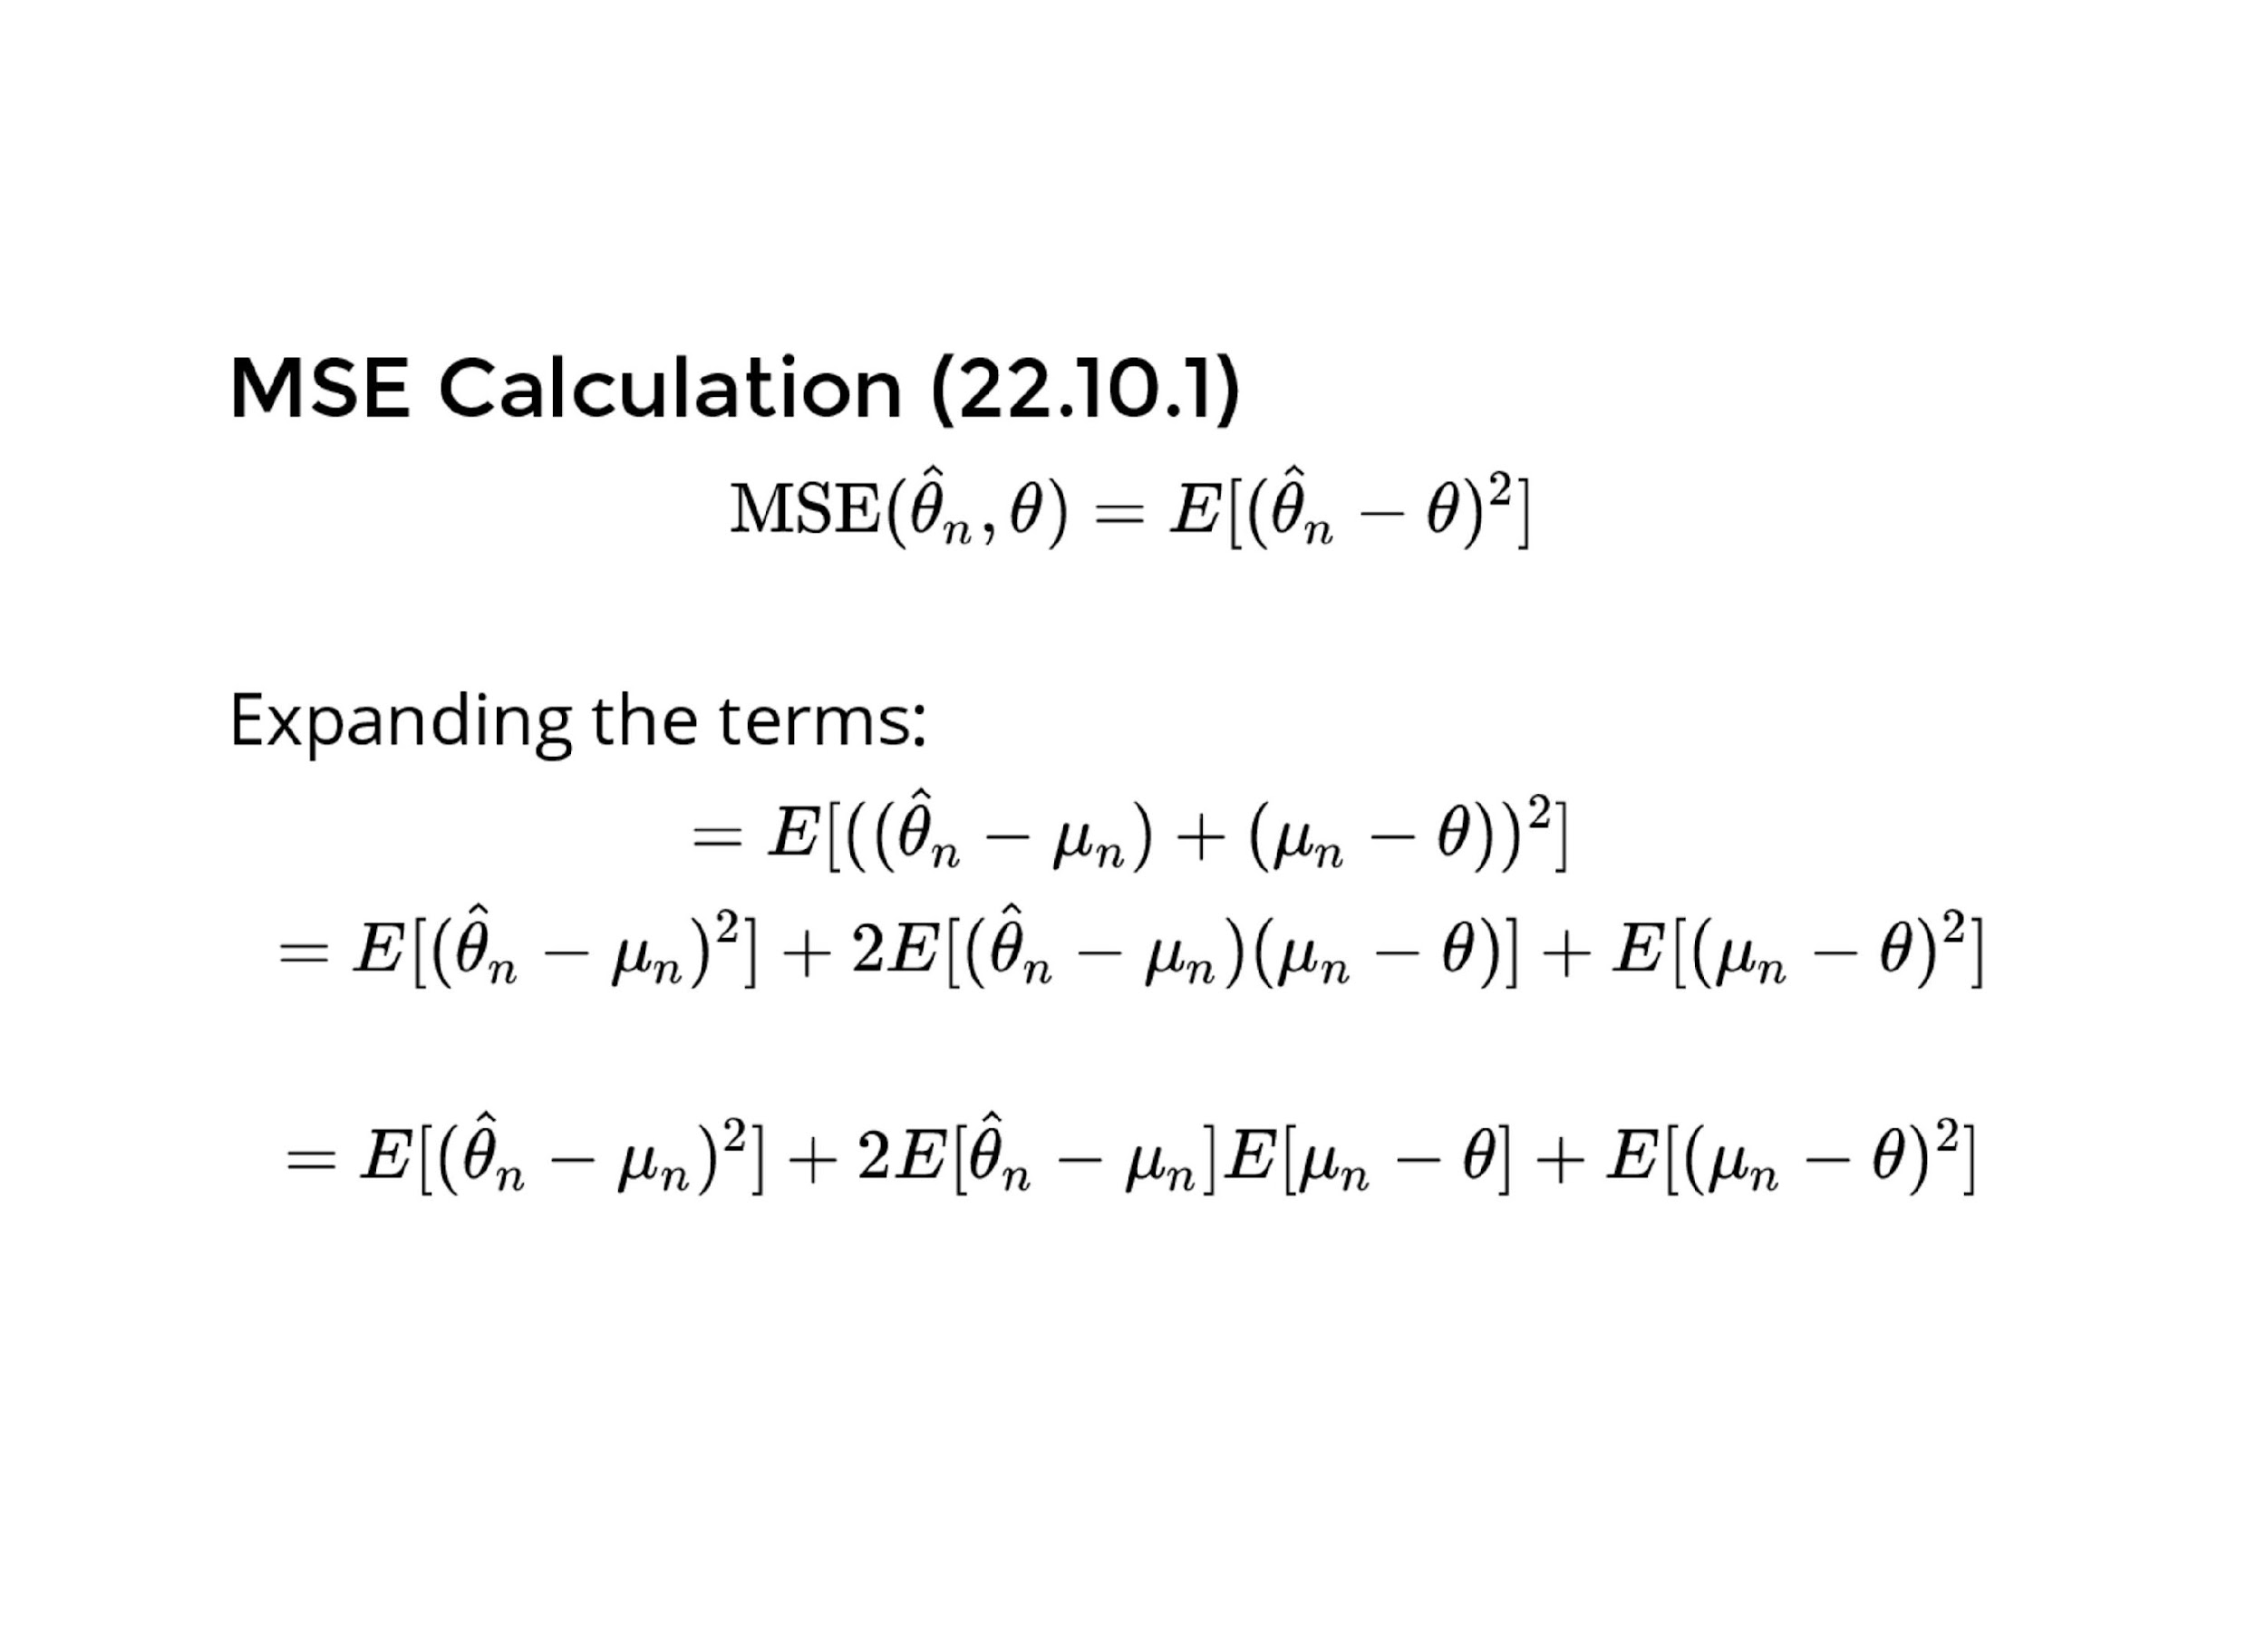 MSE Calculation (22.10.1)
MSE(θ̂ₙ, θ) = E[(θ̂ₙ − θ)²]
Expanding the terms:
= E[((θ̂ₙ − μₙ) + (μₙ − θ))²]
= E[(θ̂ₙ − μₙ)²] + 2E[(θ̂ₙ − μₙ)(μₙ − θ)] + E[(μₙ − θ)²]
= E[(θ̂ₙ − μₙ)²] + 2E[θ̂ₙ − μₙ]E[μₙ − θ] + E[(μₙ − θ)²]